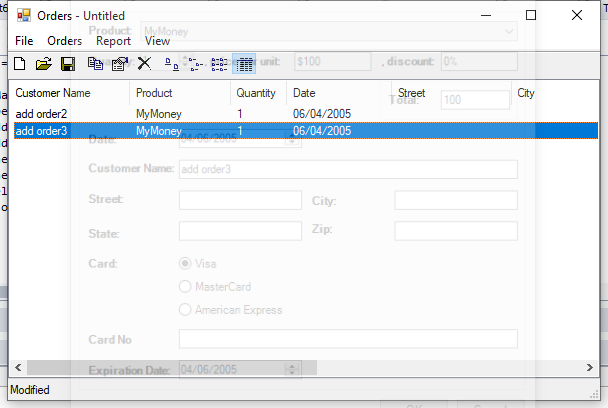 Orders - Untitled
Product: MyMoney
File Orders Report View
unit: $100 , discount: 0%
Customer Name Product Quantity Date Street City
Total: 100
add order2 MyMoney 1 06/04/2005
add order3 MyMoney 1 06/04/2005
Date: 04/06/2005
Customer Name: add order3
Street: City:
State: Zip:
Card: Visa
MasterCard
American Express
Card No
Expiration Date: 04/06/2005
Modified